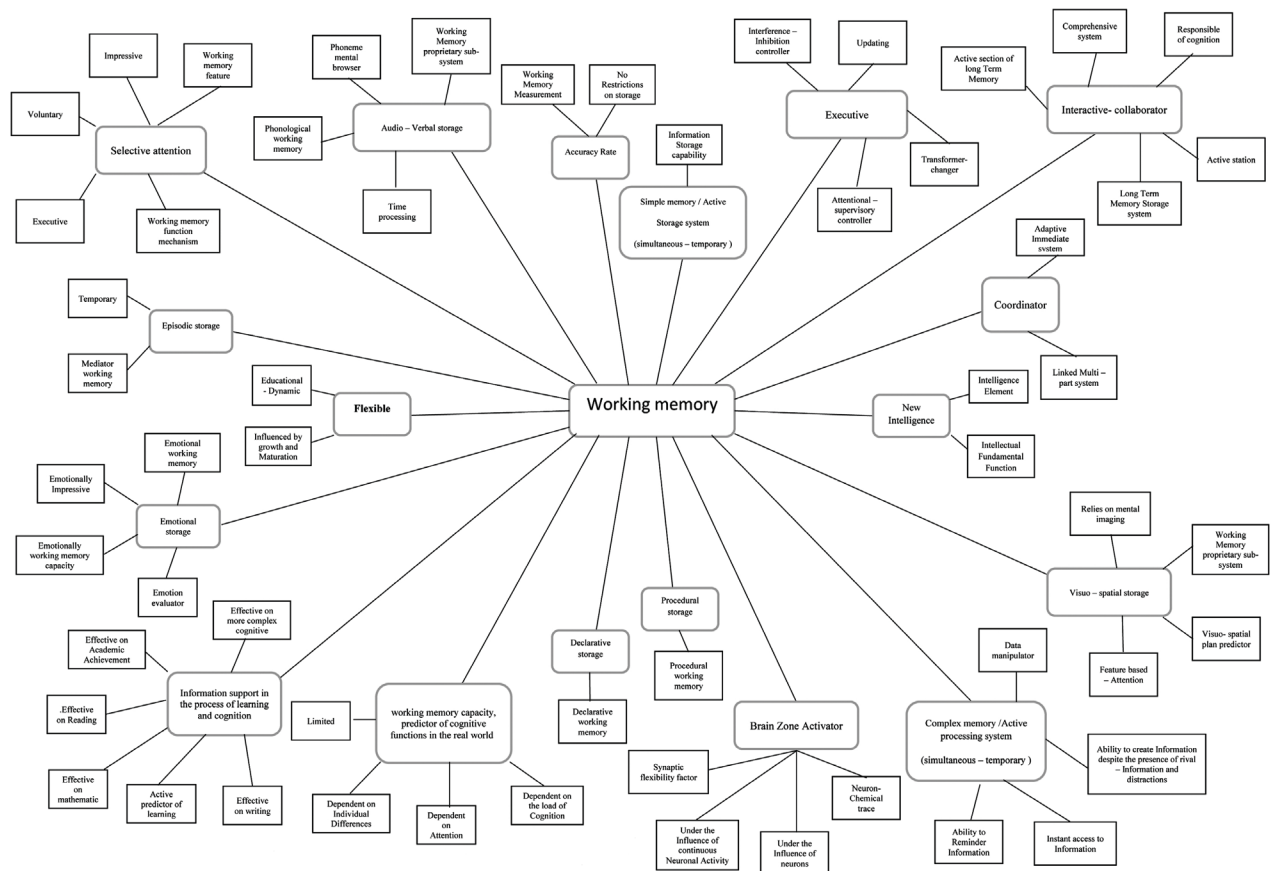 Impressive
Working
memory
feature
Voluntary
Selective attention
Executive
Working memory
function
mechanism
Phoneme
mental
browser
Working
Memory
proprietary sub-
system
Phonological
working
memory
Audio – Verbal storage
Time
processing
Working
Memory
Measurement
No
Restrictions
on storage
Accuracy Rate
Information
Storage
capability
Simple memory / Active
Storage system
(simultaneous – temporary )
Interference –
Inhibition
controller
Updating
Executive
Transformer-
changer
Attentional –
supervisory
controller
Comprehensive
system
Responsible
of cognition
Active section
of long Term
Memory
Interactive- collaborator
Active station
Long Term
Memory Storage
system
Adaptive
Immediate
system
Coordinator
Linked Multi –
part system
Temporary
Episodic storage
Mediator
working
memory
Educational
- Dynamic
Flexible
Influenced by
growth and
Maturation
Working memory
Intelligence
Element
New
Intelligence
Intellectual
Fundamental
Function
Emotional
working
memory
Emotionally
Impressive
Emotional
storage
Emotionally
working memory
capacity
Emotion
evaluator
Relies on mental
imaging
Working
Memory
proprietary sub-
system
Visuo – spatial storage
Visuo- spatial
plan predictor
Feature based
– Attention
Effective on
more complex
cognitive
Effective on
Academic
Achievement
Information support in
the process of learning
and cognition
.Effective
on Reading
Effective
on
mathematic
Active
predictor of
learning
Effective
on writing
Limited
working memory capacity,
predictor of cognitive
functions in the real world
Dependent on
Individual
Differences
Dependent
on
Attention
Dependent on
the load of
Cognition
Declarative
storage
Declarative
working
memory
Procedural
storage
Procedural
working
memory
Brain Zone Activator
Synaptic
flexibility factor
Neuron-
Chemical
trace
Under the
Influence of
continuous
Neuronal Activity
Under the
Influence of
neurons
Data
manipulator
Complex memory /Active
processing system
(simultaneous – temporary )
Ability to create Information
despite the presence of rival
– Information and
distractions
Ability to
Reminder
Information
Instant access to
Information